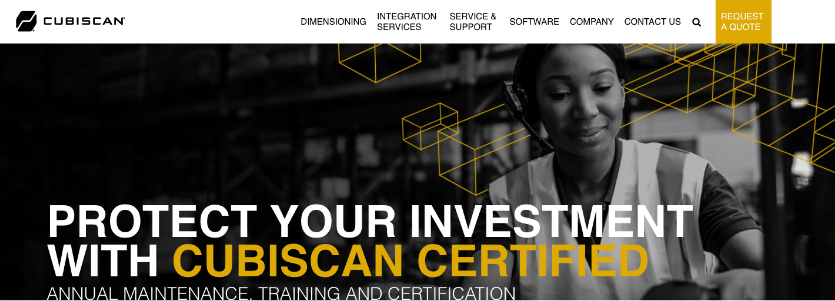 CUBISCAN
DIMENSIONING
INTEGRATION
SERVICES
SERVICE &
SUPPORT
SOFTWARE
COMPANY
CONTACT US
REQUEST
A QUOTE
PROTECT YOUR INVESTMENT
WITH CUBISCAN CERTIFIED
ANNUAL MAINTENANCE, TRAINING AND CERTIFICATION